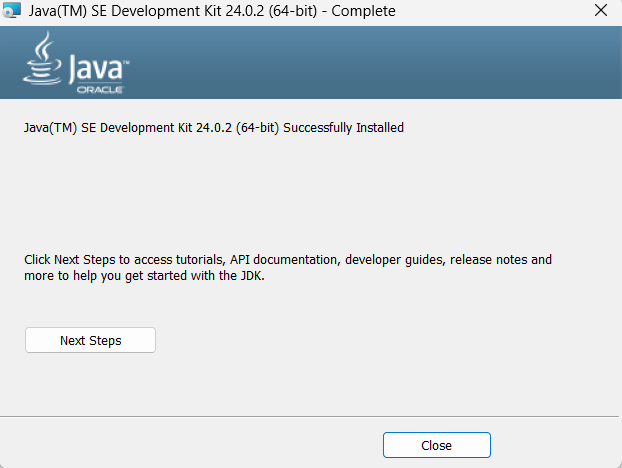 Java(TM) SE Development Kit 24.0.2 (64-bit) - Complete
Java™
ORACLE
Java(TM) SE Development Kit 24.0.2 (64-bit) Successfully Installed
Click Next Steps to access tutorials, API documentation, developer guides, release notes and
more to help you get started with the JDK.
Next Steps
Close